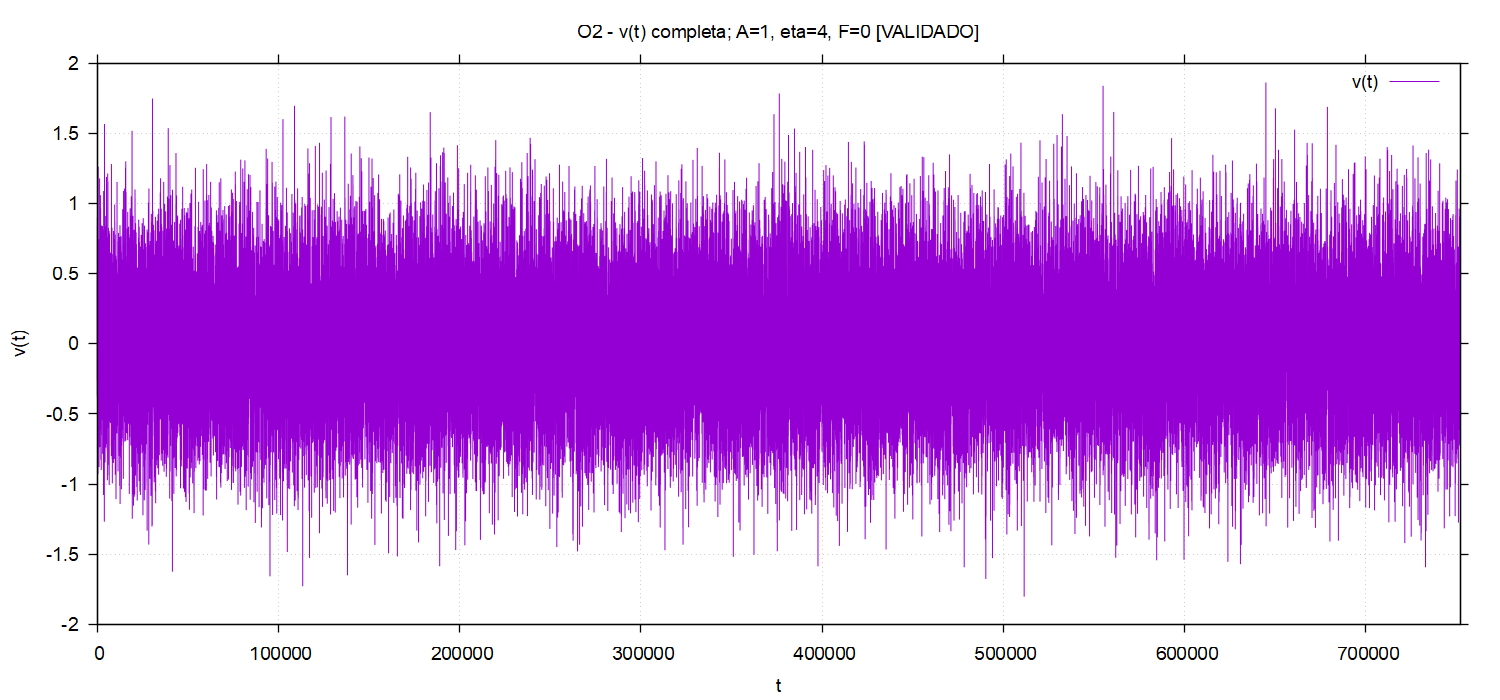 O2 - v(t) completa; A=1, eta=4, F=0 [VALIDADO]
v(t)
2
1.5
1
0.5
0
-0.5
-1
-1.5
-2
v(t)
0 100000 200000 300000 400000 500000 600000 700000
t